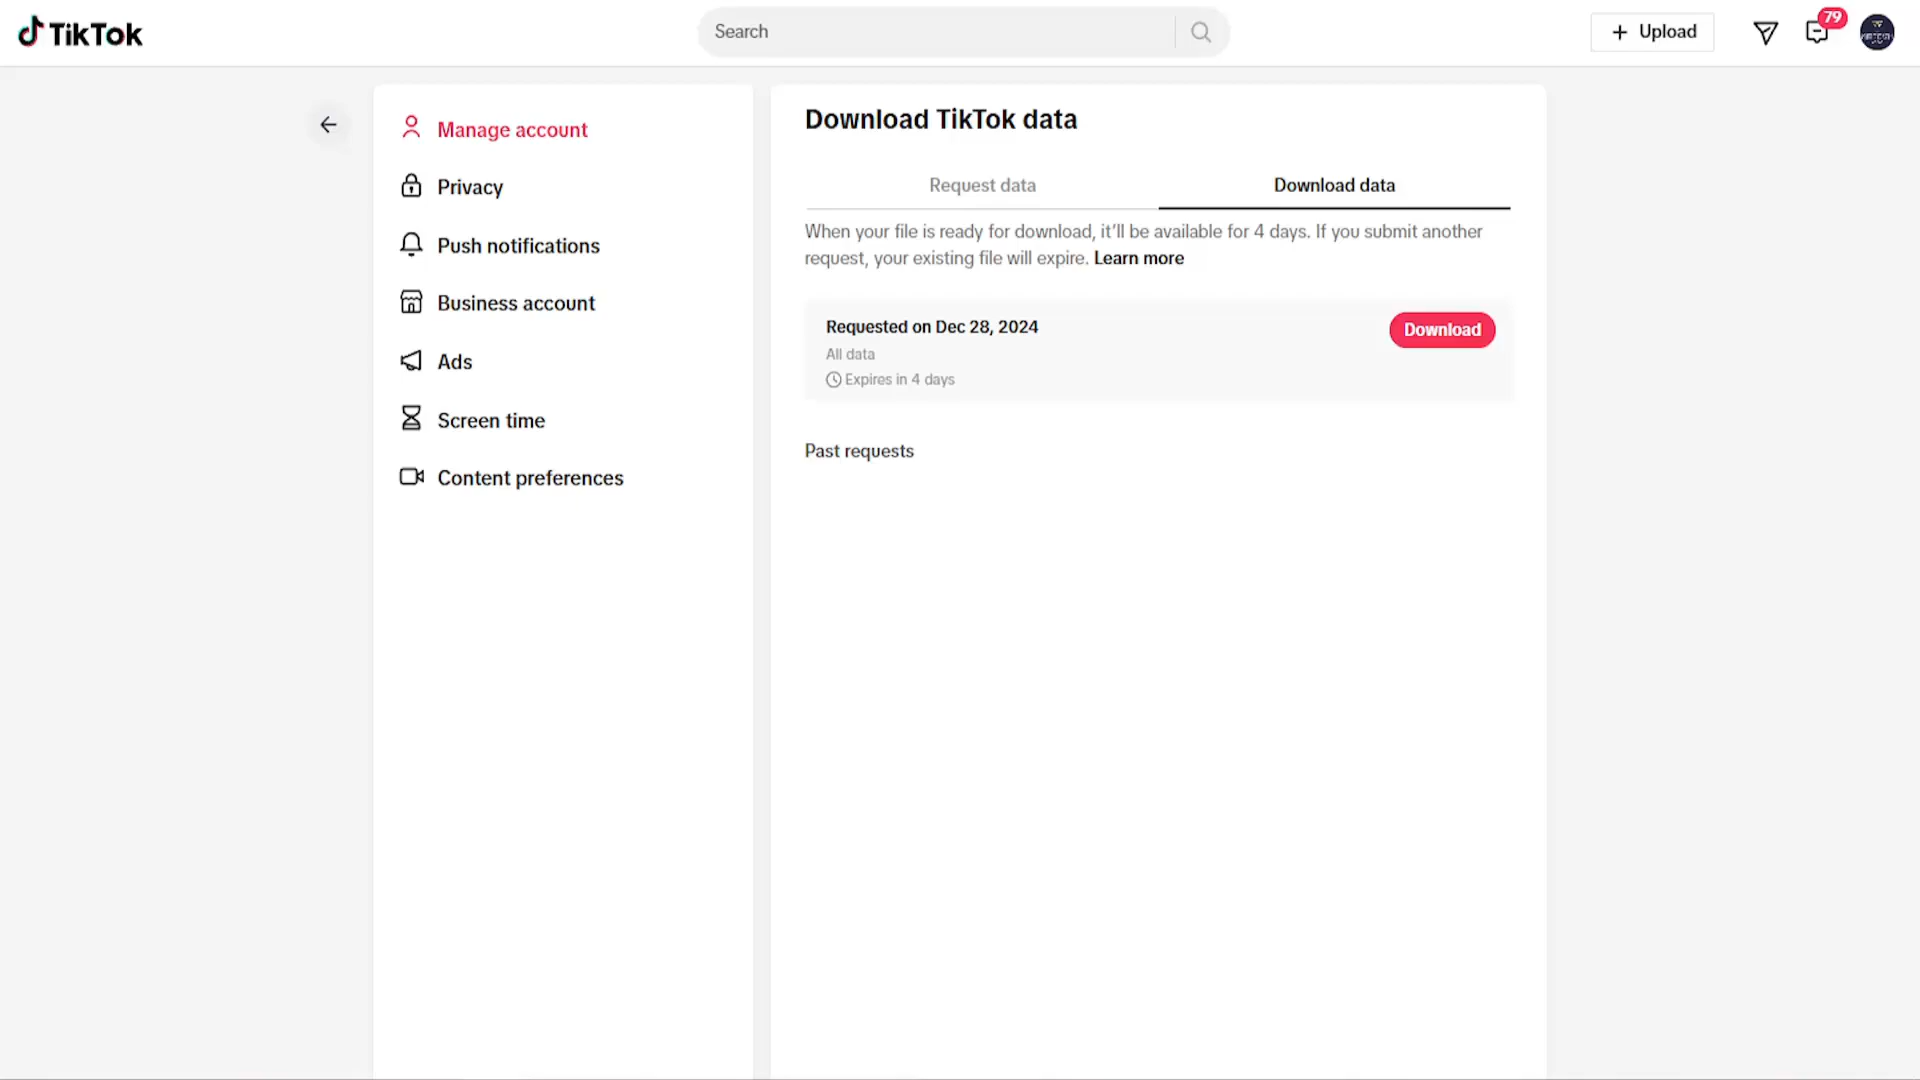 TikTok
Search
Upload
79
Manage account
Privacy
Push notifications
Business account
Ads
Screen time
Content preferences
Download TikTok data
Request data
Download data
When your file is ready for download, it’ll be available for 4 days. If you submit another
request, your existing file will expire. Learn more
Requested on Dec 28, 2024
Download
All data
Expires in 4 days
Past requests